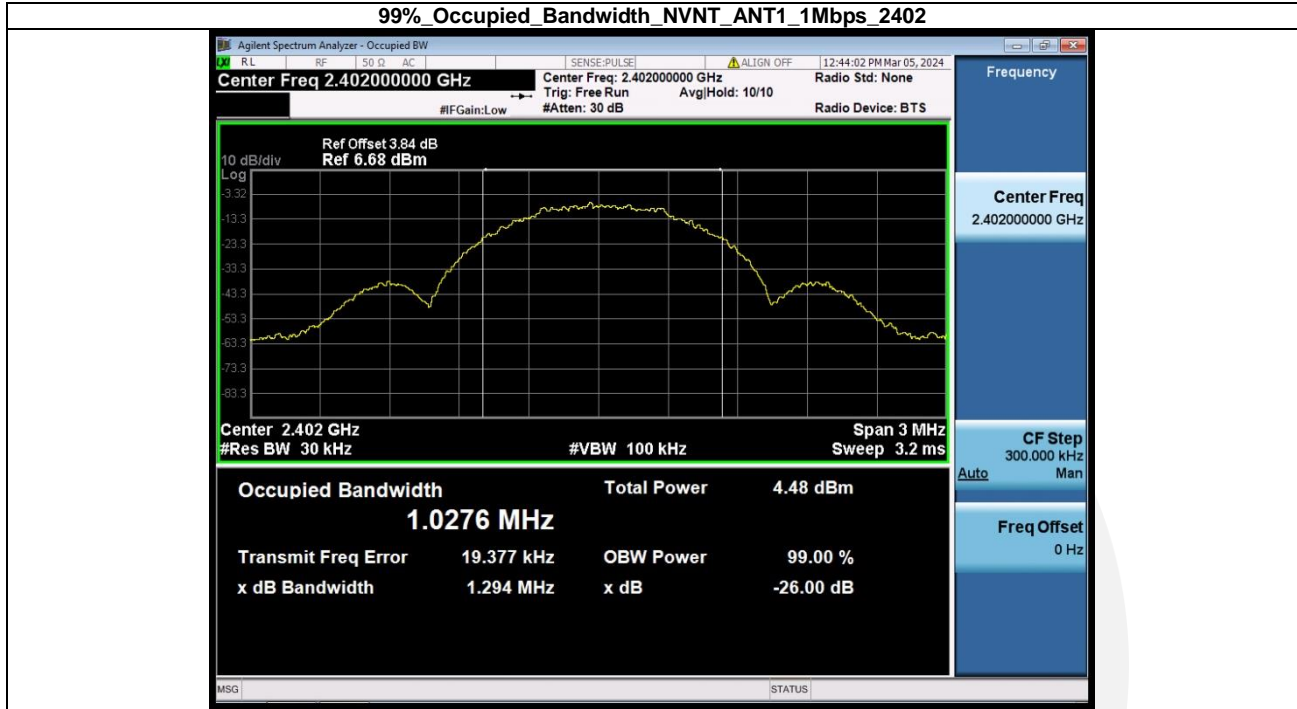 99%_Occupied_Bandwidth_NVNT_ANT1_1Mbps_2402
Agilent Spectrum Analyzer - Occupied BW
RL RF 50 Ω AC SENSE:PULSE ALIGN OFF 12:44:02 PM Mar 05, 2024
Center Freq 2.402000000 GHz
Center Freq: 2.402000000 GHz Radio Std: None
Trig: Free Run Avg|Hold: 10/10
#IFGain:Low #Atten: 30 dB Radio Device: BTS
Ref Offset 3.84 dB
10 dB/div Ref 6.68 dBm
Log
-3.32
-13.3
-23.3
-33.3
-43.3
-53.3
-63.3
-73.3
-83.3
Center 2.402 GHz Span 3 MHz
#Res BW 30 kHz #VBW 100 kHz Sweep 3.2 ms
Occupied Bandwidth Total Power 4.48 dBm
1.0276 MHz
Transmit Freq Error 19.377 kHz OBW Power 99.00 %
x dB Bandwidth 1.294 MHz x dB -26.00 dB
MSG STATUS
Frequency
Center Freq
2.402000000 GHz
CF Step
300.000 kHz
Auto Man
Freq Offset
0 Hz